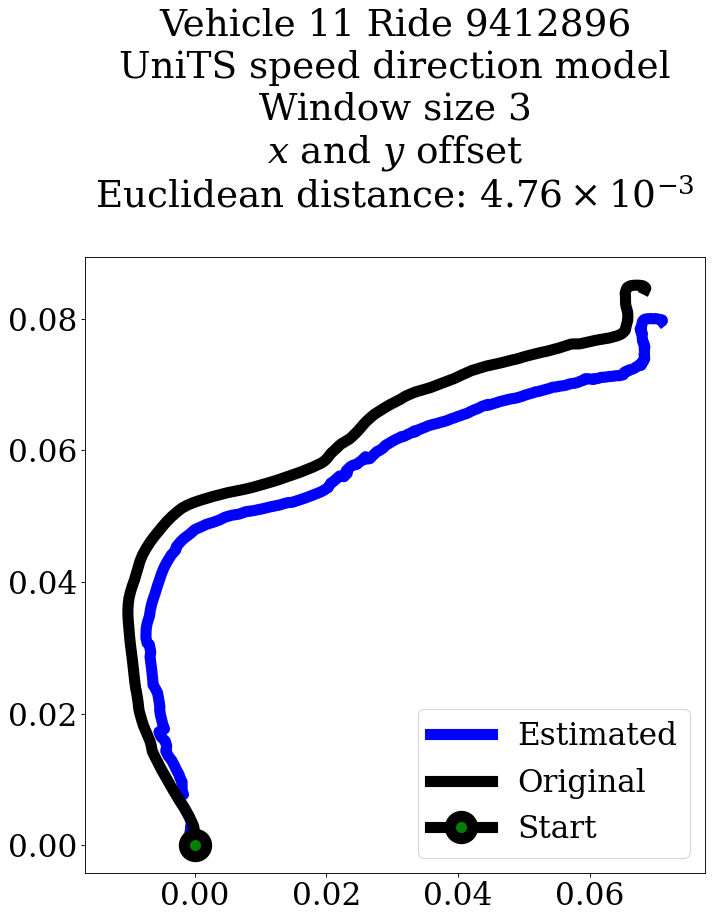 Vehicle 11 Ride 9412896
UniTS speed direction model
Window size 3
x and y offset
Euclidean distance: 4.76 × 10⁻³
0.08
0.06
0.04
0.02
0.00
Estimated
Original
Start
0.00 0.02 0.04 0.06